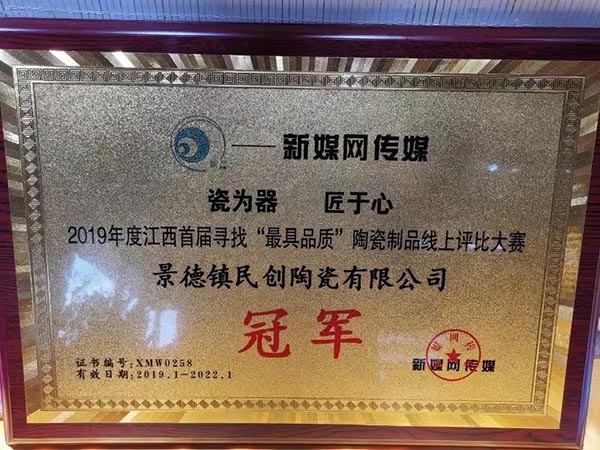 ——新媒网传媒
瓷为器 匠于心
2019年度江西首届寻找“最具品质”陶瓷制品线上评比大赛
景德镇民创陶瓷有限公司
冠军
证书编号:XMW0258
有效日期:2019.1-2022.1
新媒网传媒